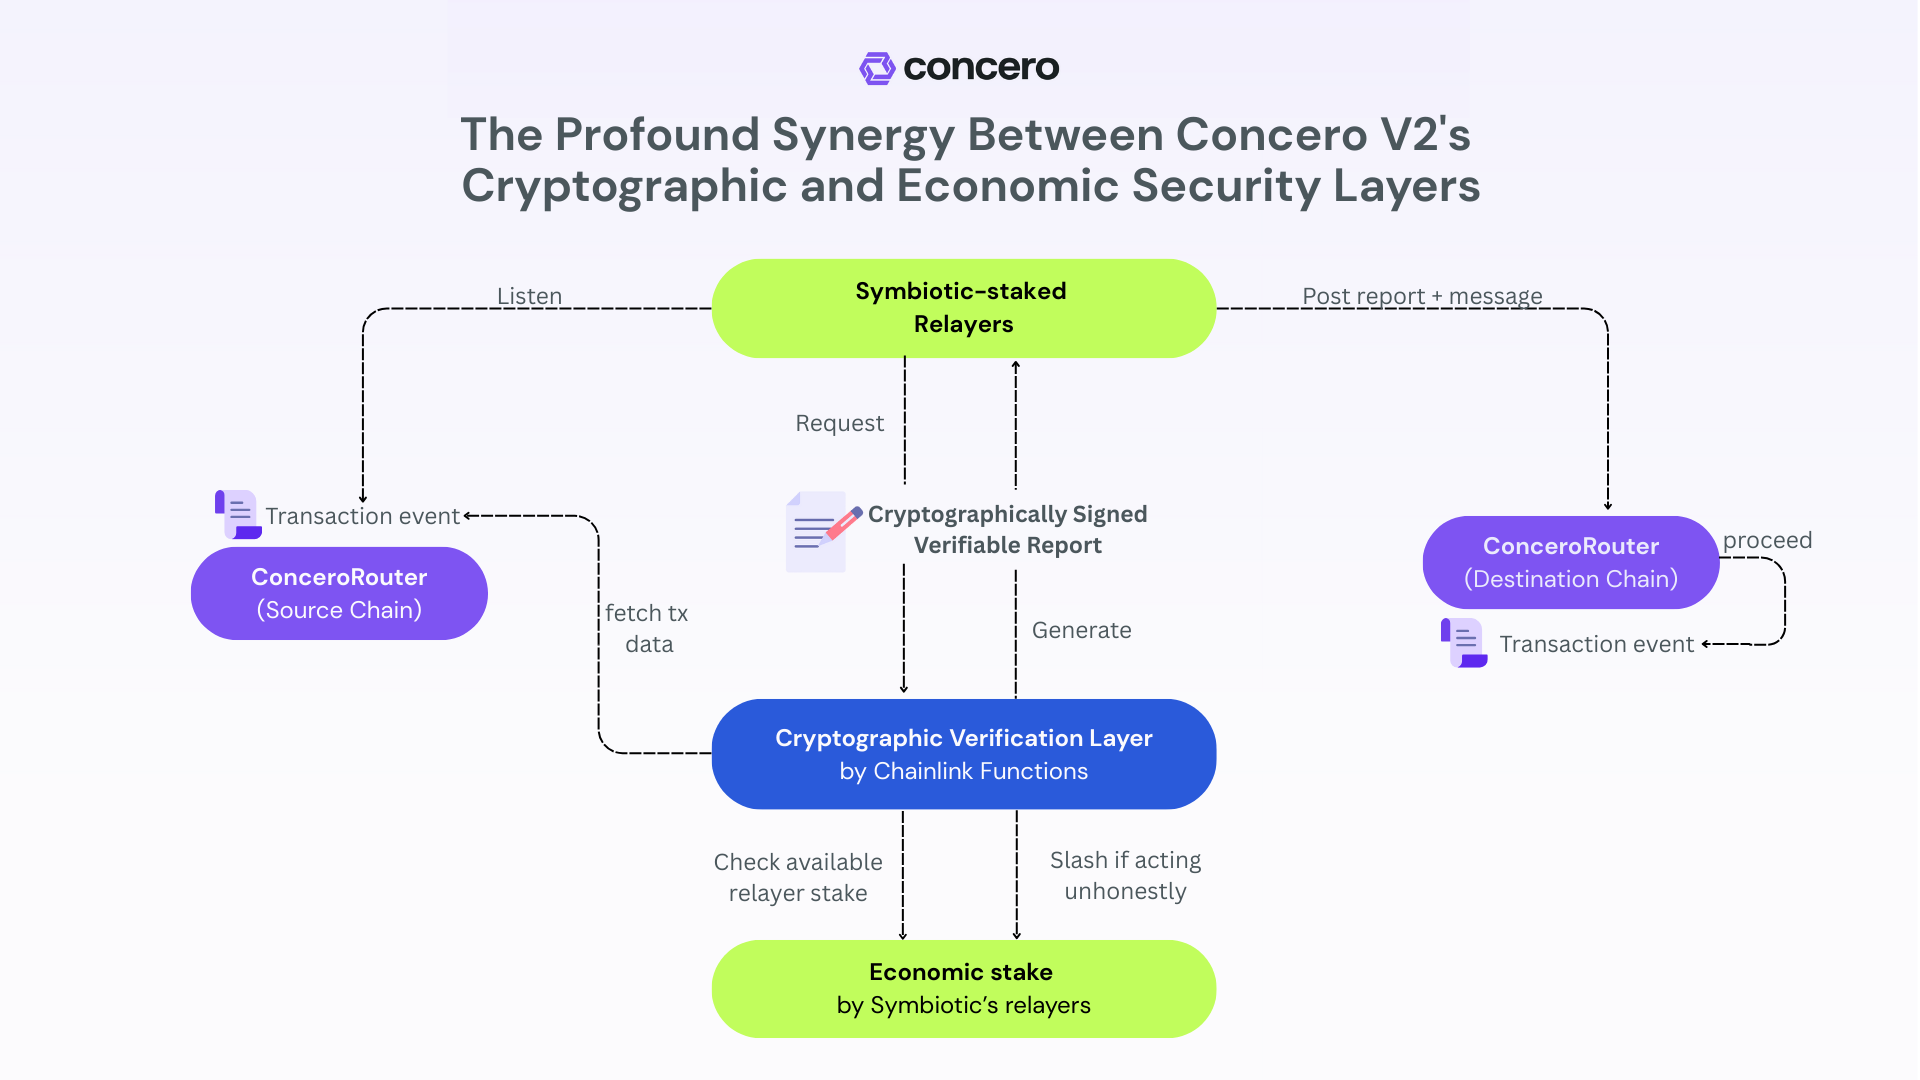 concero
The Profound Synergy Between Concero V2's
Cryptographic and Economic Security Layers
Symbiotic-staked
Relayers
Listen
Post report + message
Request
Transaction event
ConceroRouter
(Source Chain)
Cryptographically Signed
Verifiable Report
ConceroRouter
(Destination Chain)
proceed
Transaction event
fetch tx
data
Generate
Cryptographic Verification Layer
by Chainlink Functions
Check available
relayer stake
Slash if acting
unhonestly
Economic stake
by Symbiotic’s relayers